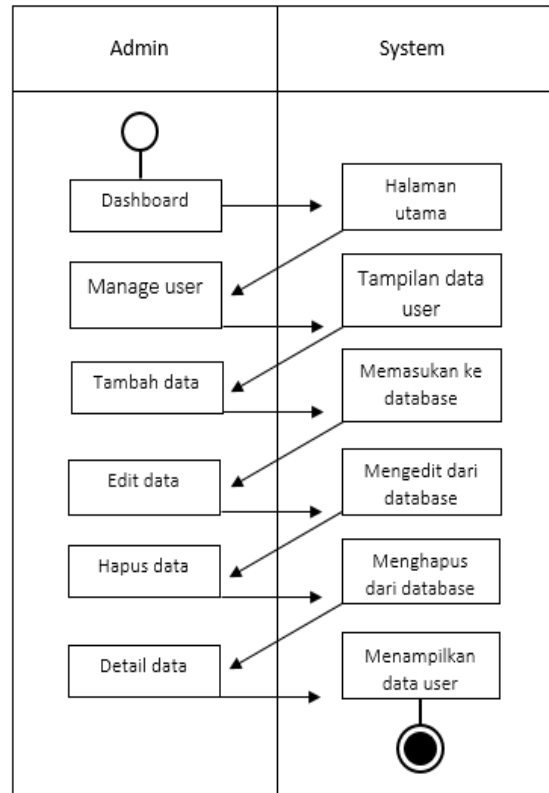 Admin
System
Dashboard
Halaman
utama
Manage user
Tampilan data
user
Tambah data
Memasukan ke
database
Edit data
Mengedit dari
database
Hapus data
Menghapus
dari database
Detail data
Menampilkan
data user